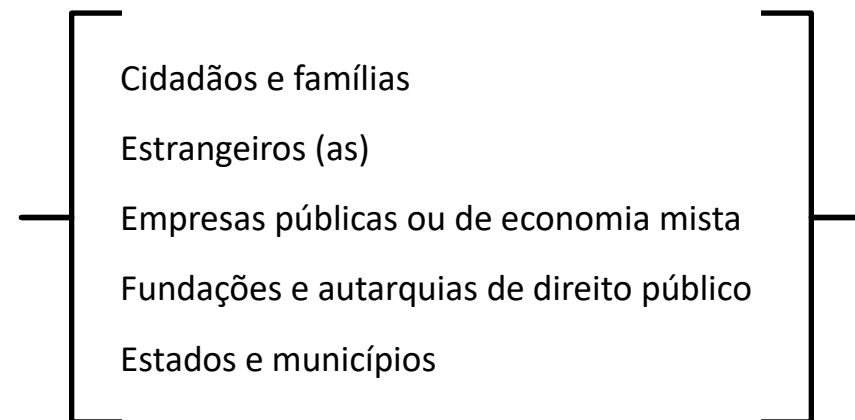 Cidadãos e famílias
Estrangeiros (as)
Empresas públicas ou de economia mista
Fundações e autarquias de direito público
Estados e municípios